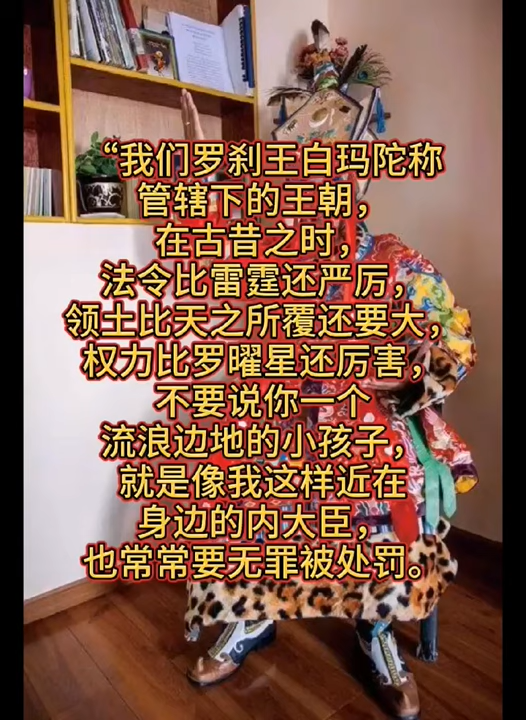 “我们罗刹王白玛陀称
管辖下的王朝，
在古昔之时，
法令比雷霆还严厉，
领土比天之所覆还要大，
权力比罗曜星还厉害，
不要说你一个
流浪边地的小孩子，
就是像我这样近在
身边的内大臣，
也常常要无罪被处罚。